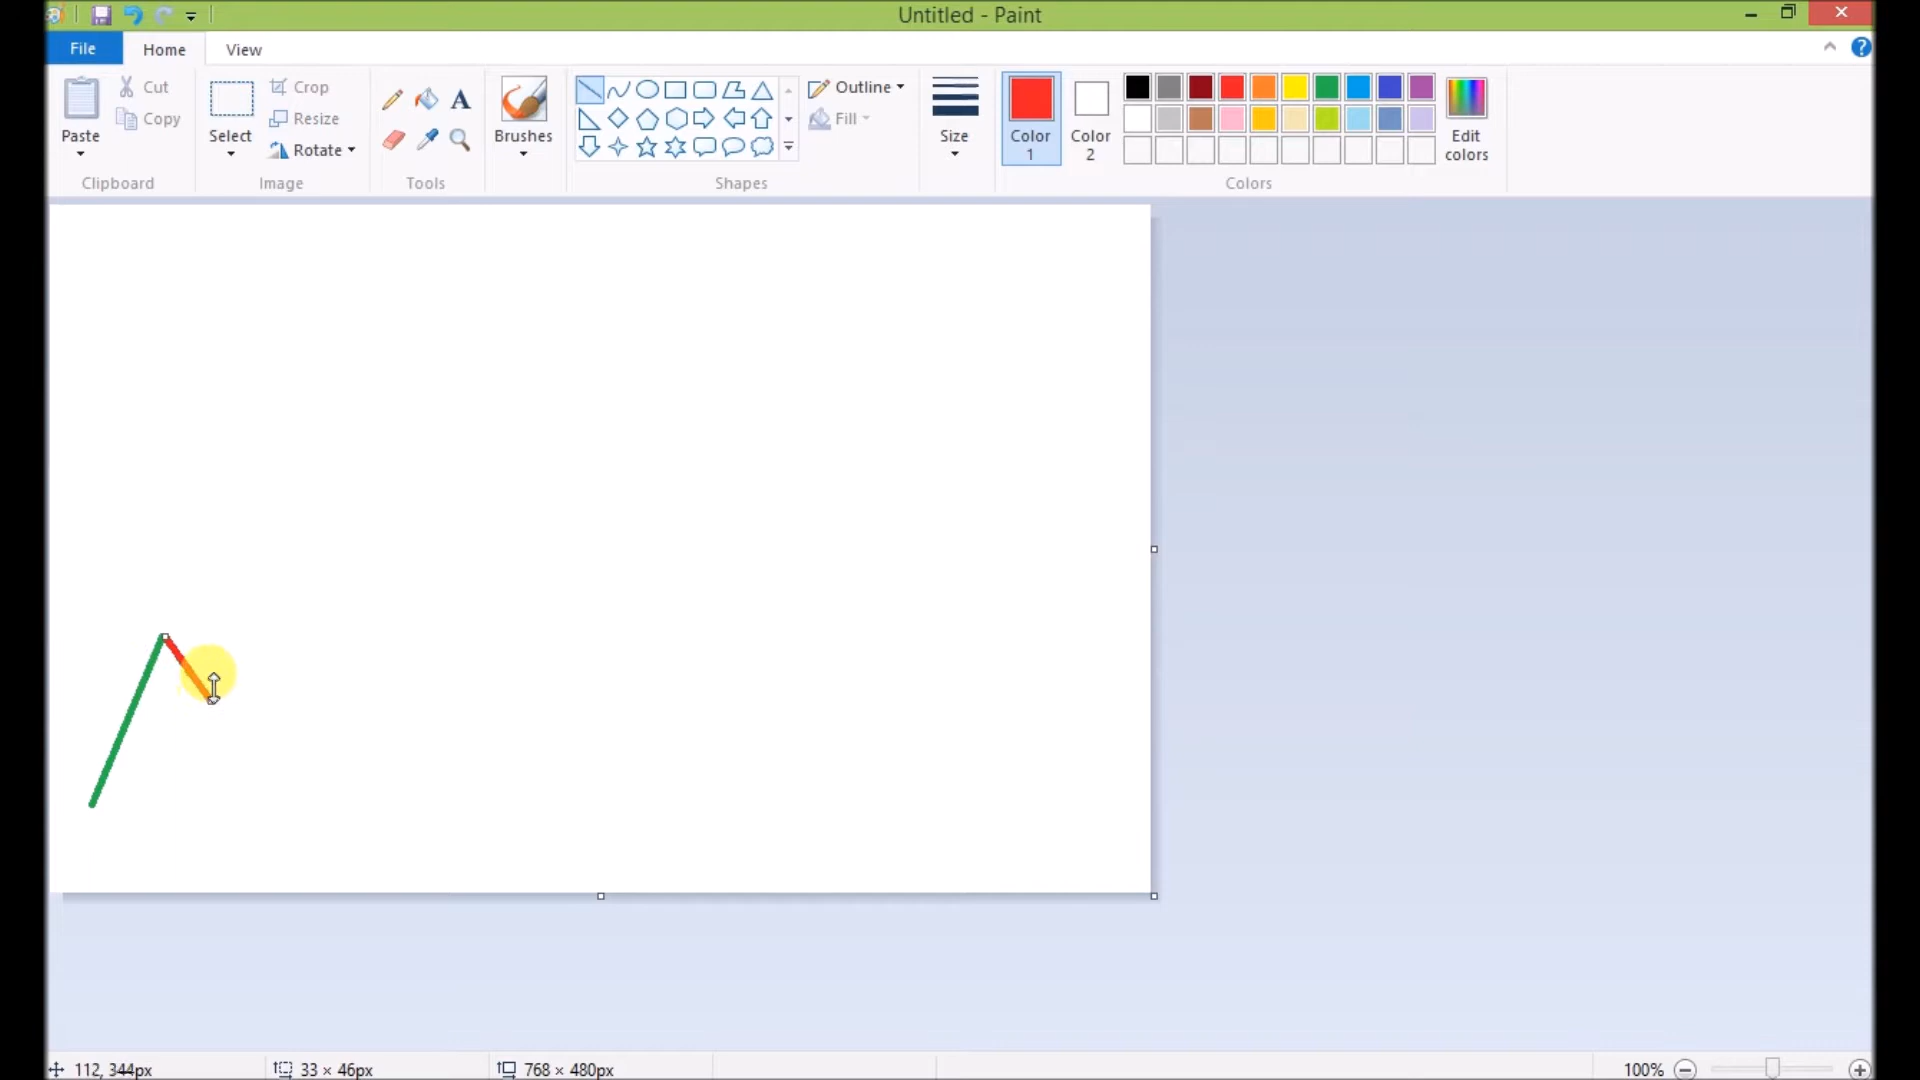 Untitled - Paint
File Home View
Paste
Cut
Copy
Clipboard
Select
Crop
Resize
Rotate
Image
A
Tools
Brushes
Shapes
Outline
Fill
Size
Color 1
Color 2
Edit colors
Colors
?
112, 344px 33 × 46px 768 × 480px 100%